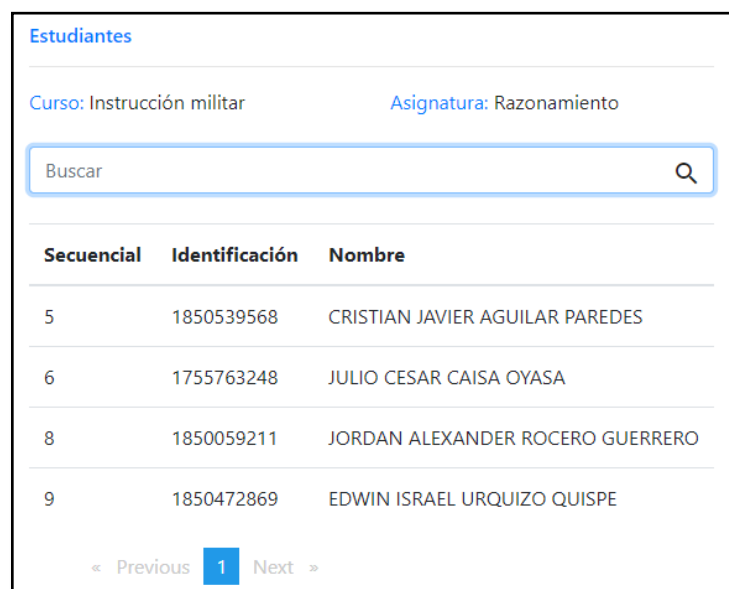 Estudiantes
Curso: Instrucción militar Asignatura: Razonamiento
Buscar
Secuencial Identificación Nombre
5 1850539568 CRISTIAN JAVIER AGUILAR PAREDES
6 1755763248 JULIO CESAR CAISA OYASA
8 1850059211 JORDAN ALEXANDER ROCERO GUERRERO
9 1850472869 EDWIN ISRAEL URQUIZO QUISPE
« Previous 1 Next »